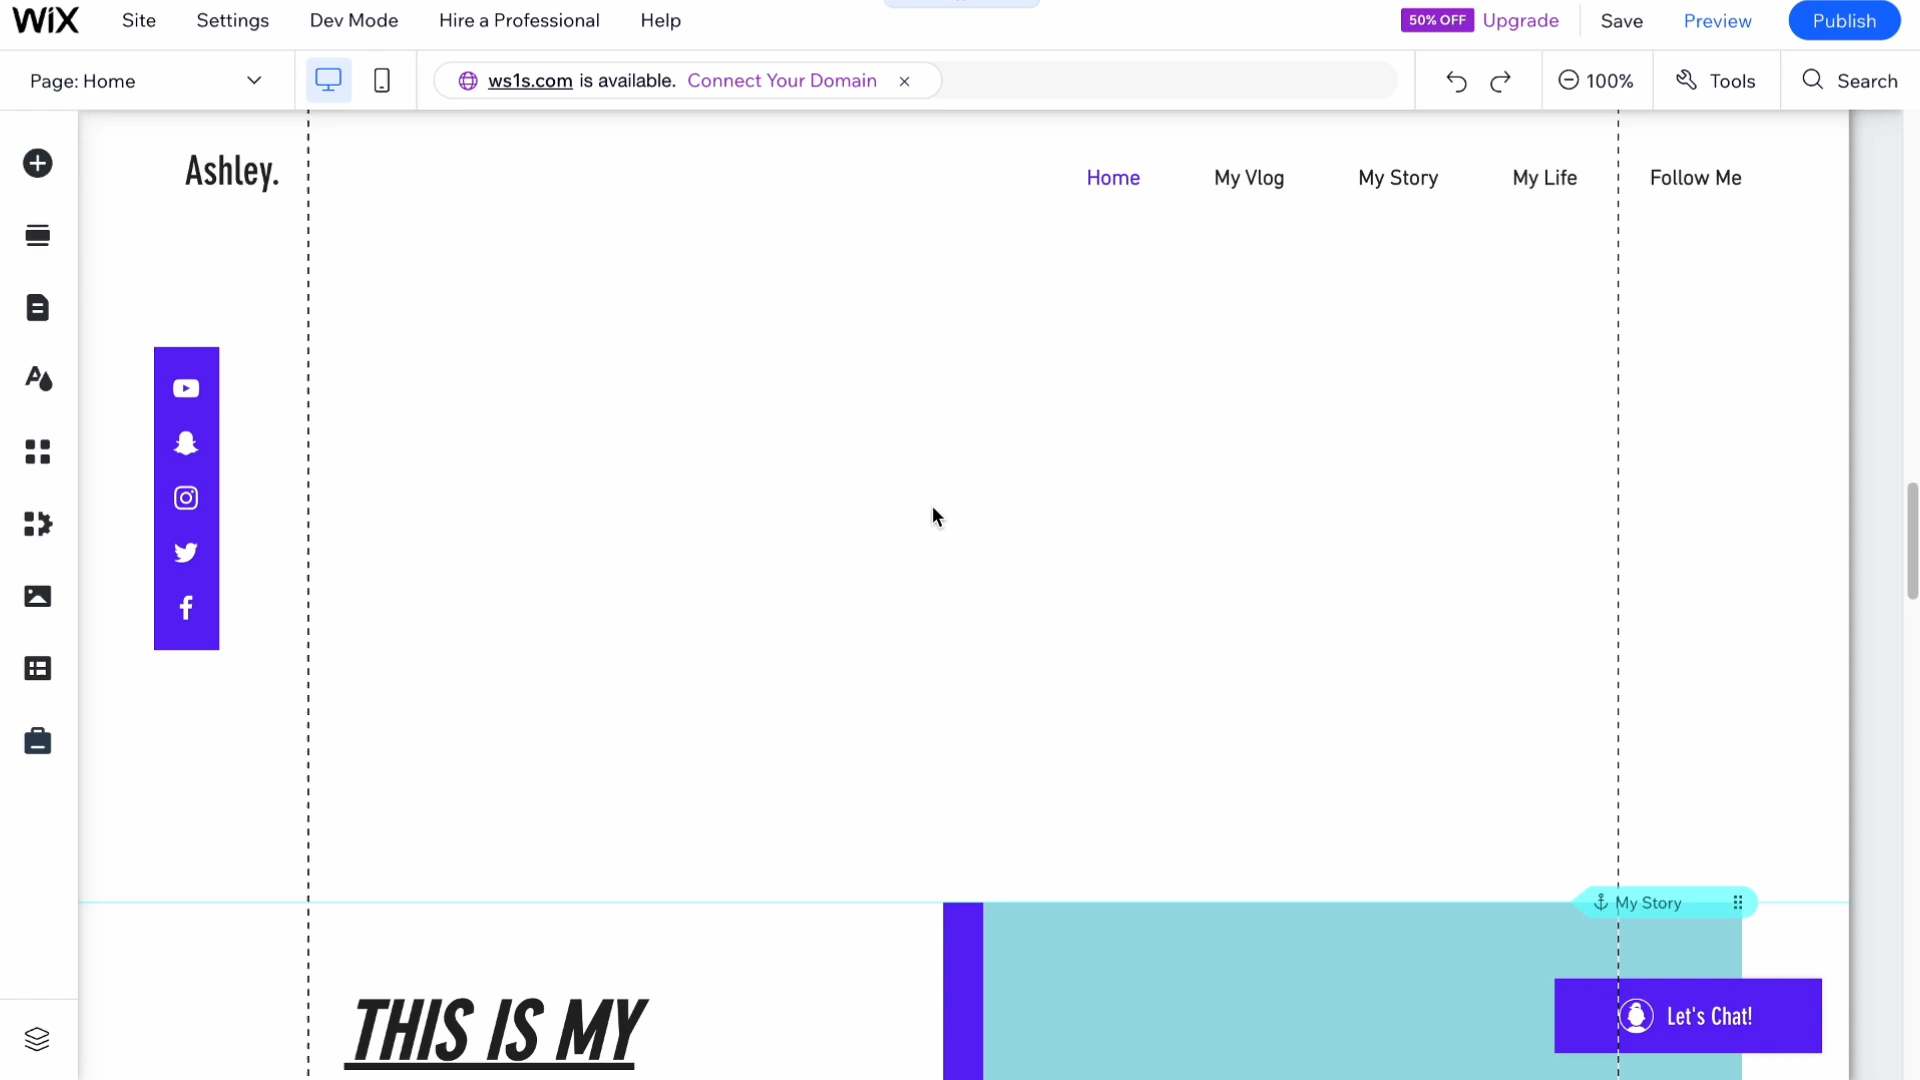 WiX Site Settings Dev Mode Hire a Professional Help 50% OFF Upgrade Save Preview Publish
Page: Home ws1s.com is available. Connect Your Domain 100% Tools Search
Ashley. Home My Vlog My Story My Life Follow Me
My Story
THIS IS MY
Let's Chat!